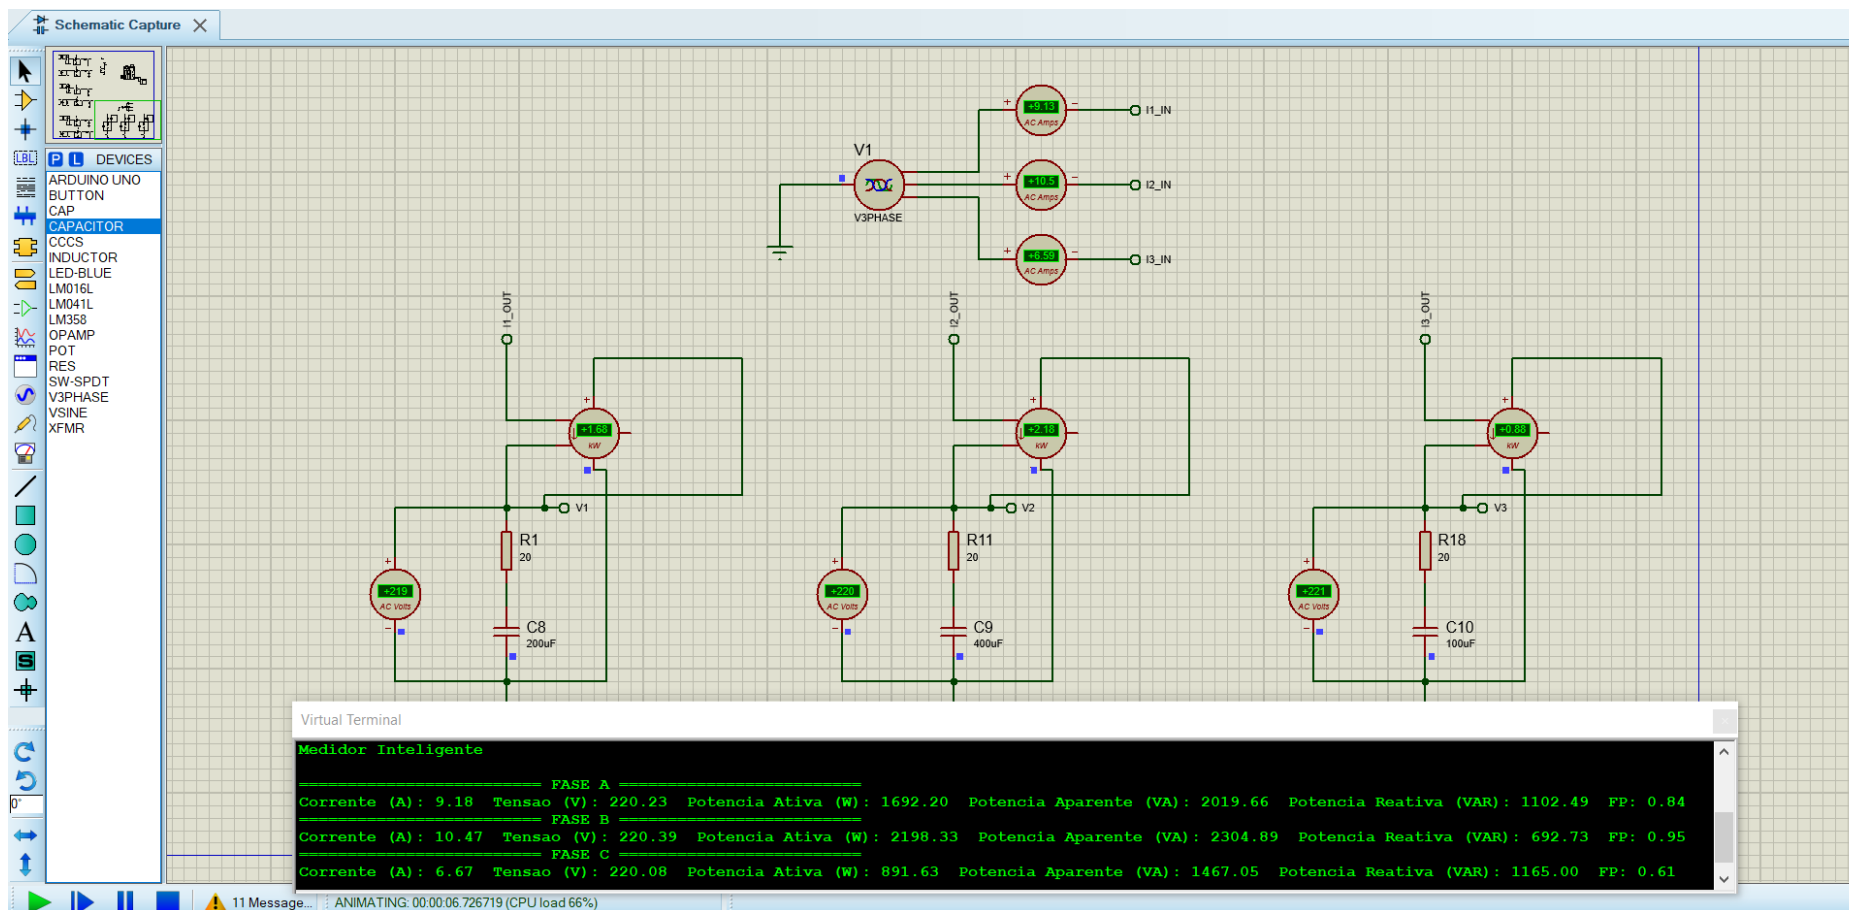 Schematic Capture
LBL
P L DEVICES
ARDUINO UNO
BUTTON
CAP
CAPACITOR
CCCS
INDUCTOR
LED-BLUE
LM016L
LM041L
LM358
OPAMP
POT
RES
SW-SPDT
V3PHASE
VSINE
XFMR
A
S
0°
+9.13
AC Amps
I1_IN
V1
V3PHASE
+10.5
AC Amps
I2_IN
+6.59
AC Amps
I3_IN
I1_OUT
I2_OUT
I3_OUT
+1.68
kW
+2.18
kW
+0.88
kW
V1
V2
V3
R1
20
R11
20
R18
20
+219
AC Volts
+220
AC Volts
+221
AC Volts
C8
200uF
C9
400uF
C10
100uF
Virtual Terminal
Medidor Inteligente
========================= FASE A =========================
Corrente (A): 9.18 Tensao (V): 220.23 Potencia Ativa (W): 1692.20 Potencia Aparente (VA): 2019.66 Potencia Reativa (VAR): 1102.49 FP: 0.84
========================= FASE B =========================
Corrente (A): 10.47 Tensao (V): 220.39 Potencia Ativa (W): 2198.33 Potencia Aparente (VA): 2304.89 Potencia Reativa (VAR): 692.73 FP: 0.95
========================= FASE C =========================
Corrente (A): 6.67 Tensao (V): 220.08 Potencia Ativa (W): 891.63 Potencia Aparente (VA): 1467.05 Potencia Reativa (VAR): 1165.00 FP: 0.61
11 Message...
ANIMATING: 00:00:06.726719 (CPU load 66%)